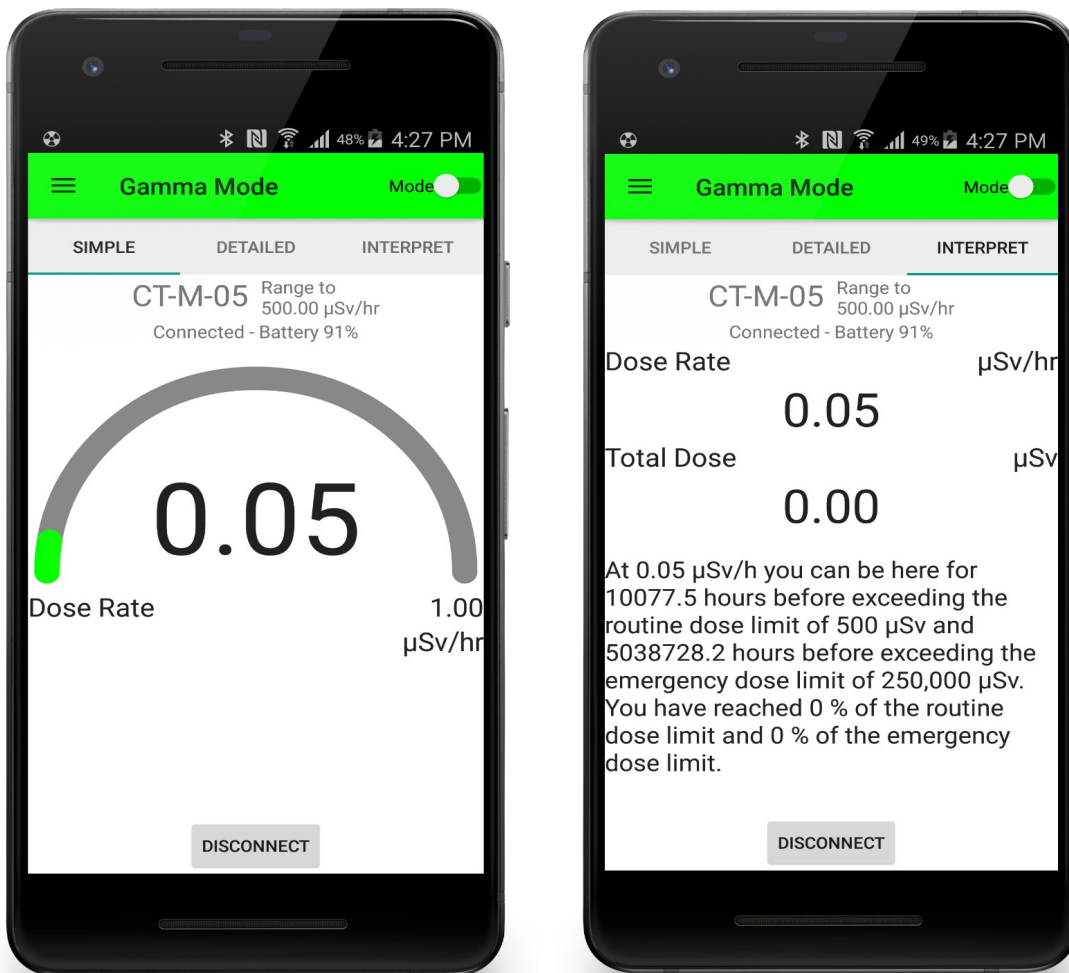 48% 4:27 PM
Gamma Mode Mode
SIMPLE DETAILED INTERPRET
CT-M-05 Range to
500.00 µSv/hr
Connected - Battery 91%
0.05
Dose Rate 1.00
µSv/hr
DISCONNECT
49% 4:27 PM
Gamma Mode Mode
SIMPLE DETAILED INTERPRET
CT-M-05 Range to
500.00 µSv/hr
Connected - Battery 91%
Dose Rate µSv/hr
0.05
Total Dose µSv
0.00
At 0.05 µSv/h you can be here for
10077.5 hours before exceeding the
routine dose limit of 500 µSv and
5038728.2 hours before exceeding the
emergency dose limit of 250,000 µSv.
You have reached 0 % of the routine
dose limit and 0 % of the emergency
dose limit.
DISCONNECT